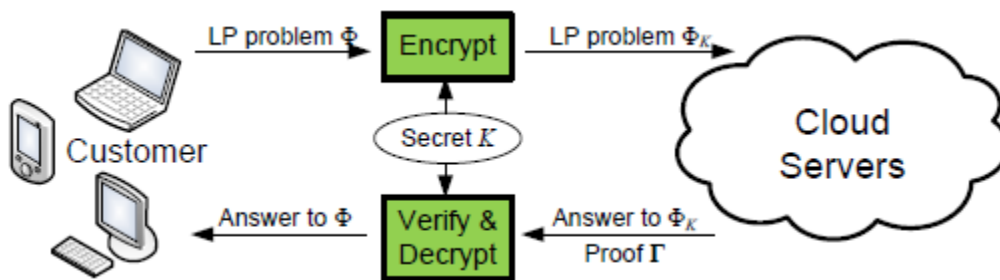 LP problem Φ
Encrypt
LP problem Φ_K
Customer
Secret K
Cloud
Servers
Answer to Φ
Verify &
Decrypt
Answer to Φ_K
Proof Γ